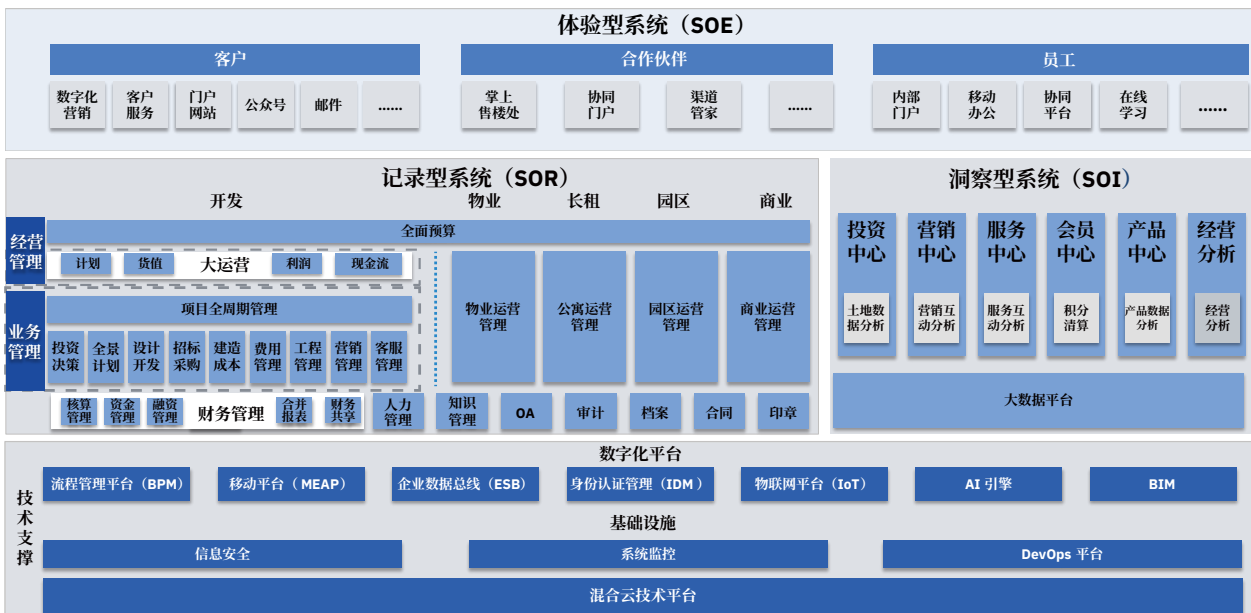 体验型系统（SOE）
客户
合作伙伴
员工
数字化
营销
客户
服务
门户
网站
公众号
邮件
......
掌上
售楼处
协同
门户
渠道
管家
......
内部
门户
移动
办公
协同
平台
在线
学习
......
记录型系统（SOR）
开发
物业
长租
园区
商业
经营
管理
全面预算
计划
货值
大运营
利润
现金流
业务
管理
项目全周期管理
投资
决策
全景
计划
设计
开发
招标
采购
建造
成本
费用
管理
工程
管理
营销
管理
客服
管理
物业运营
管理
公寓运营
管理
园区运营
管理
商业运营
管理
核算
管理
资金
管理
融资
管理
财务管理
合并
报表
财务
共享
人力
管理
知识
管理
OA
审计
档案
合同
印章
洞察型系统（SOI）
投资
中心
营销
中心
服务
中心
会员
中心
产品
中心
经营
分析
土地数
据分析
营销互
动分析
服务互
动分析
积分
清算
产品数据
分析
经营
分析
大数据平台
技
术
支
撑
数字化平台
流程管理平台（BPM）
移动平台（ MEAP）
企业数据总线（ESB）
身份认证管理（IDM ）
物联网平台（IoT）
AI 引擎
BIM
基础设施
信息安全
系统监控
DevOps 平台
混合云技术平台